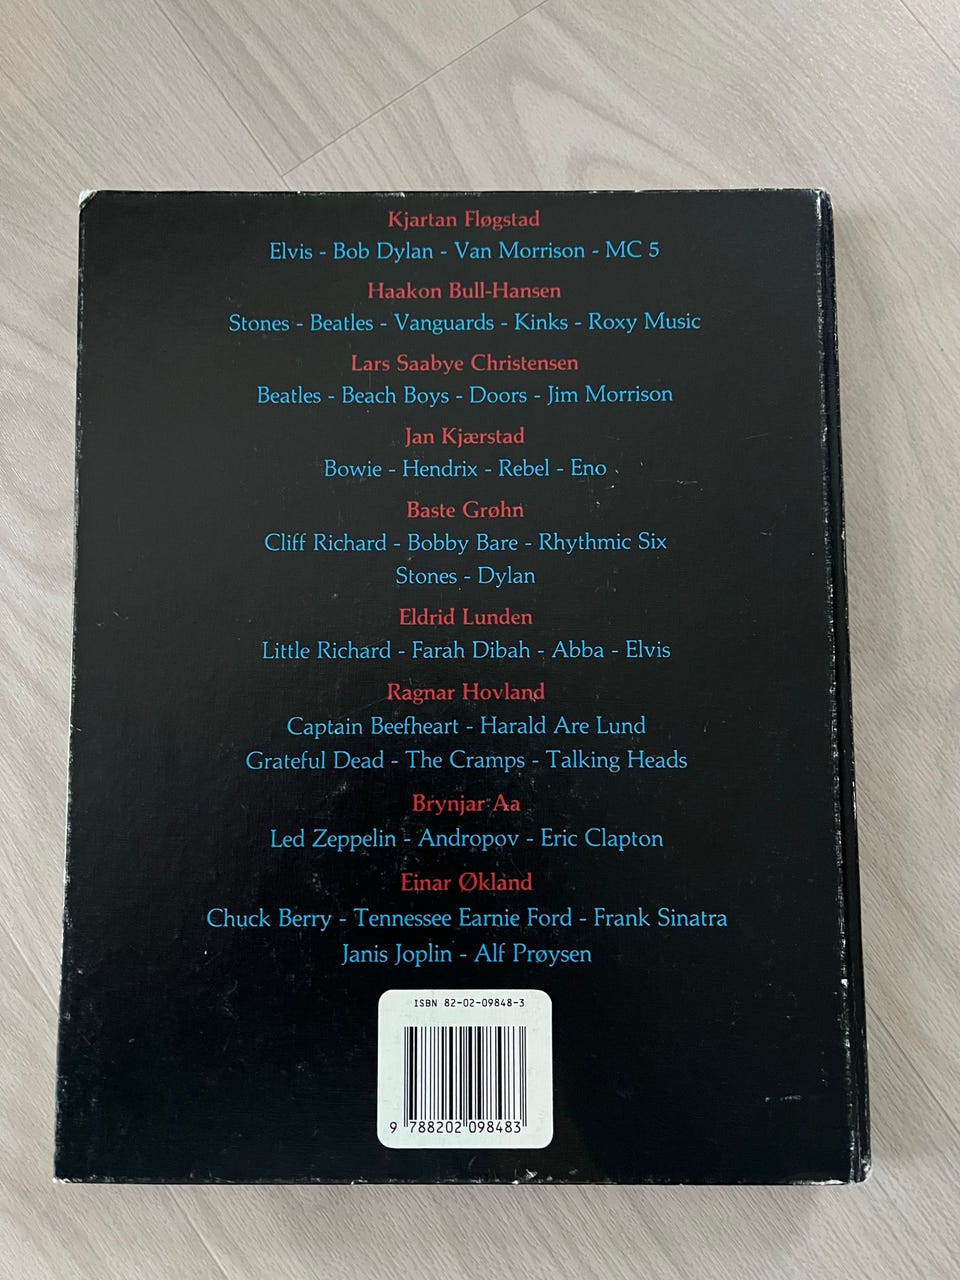 Kjartan Fløgstad
Elvis - Bob Dylan - Van Morrison - MC 5
Haakon Bull-Hansen
Stones - Beatles - Vanguards - Kinks - Roxy Music
Lars Saabye Christensen
Beatles - Beach Boys - Doors - Jim Morrison
Jan Kjærstad
Bowie - Hendrix - Rebel - Eno
Baste Grøhn
Cliff Richard - Bobby Bare - Rhythmic Six
Stones - Dylan
Eldrid Lunden
Little Richard - Farah Dibah - Abba - Elvis
Ragnar Hovland
Captain Beefheart - Harald Are Lund
Grateful Dead - The Cramps - Talking Heads
Brynjar Aa
Led Zeppelin - Andropov - Eric Clapton
Einar Økland
Chuck Berry - Tennessee Earnie Ford - Frank Sinatra
Janis Joplin - Alf Prøysen
ISBN 82-02-09848-3
9 788202 098483